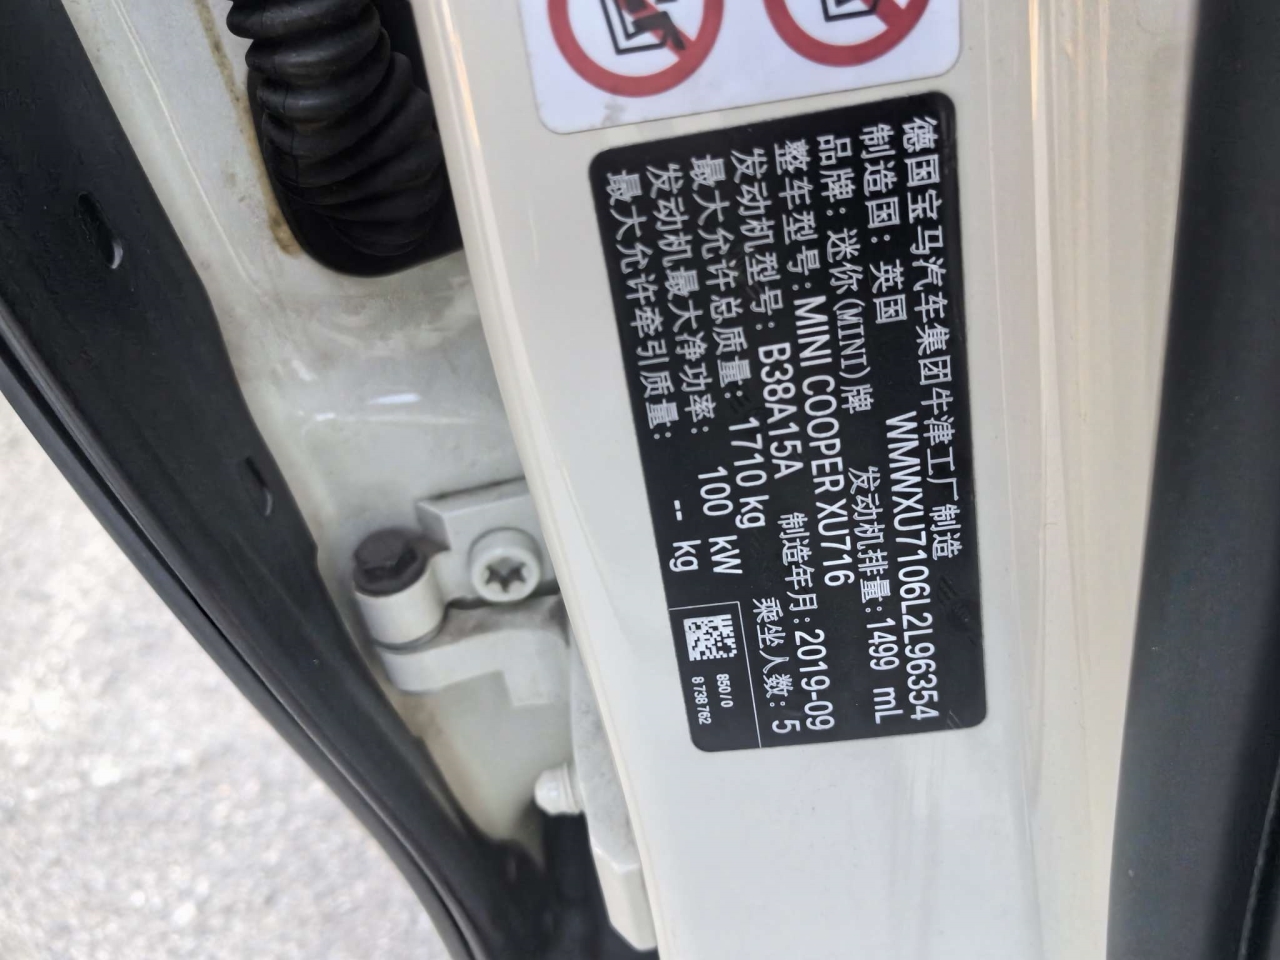 德国宝马汽车集团牛津工厂制造
制造国：英国 WMWXU7106L2L96354
品牌：迷你(MINI)牌 发动机排量：1499 mL
整车型号：MINI COOPER XU716
发动机型号：B38A15A 制造年月：2019-09
最大允许总质量：1710 kg 乘坐人数：5
发动机最大净功率：100 kW
最大允许牵引质量：-- kg
850/0
8 738 762